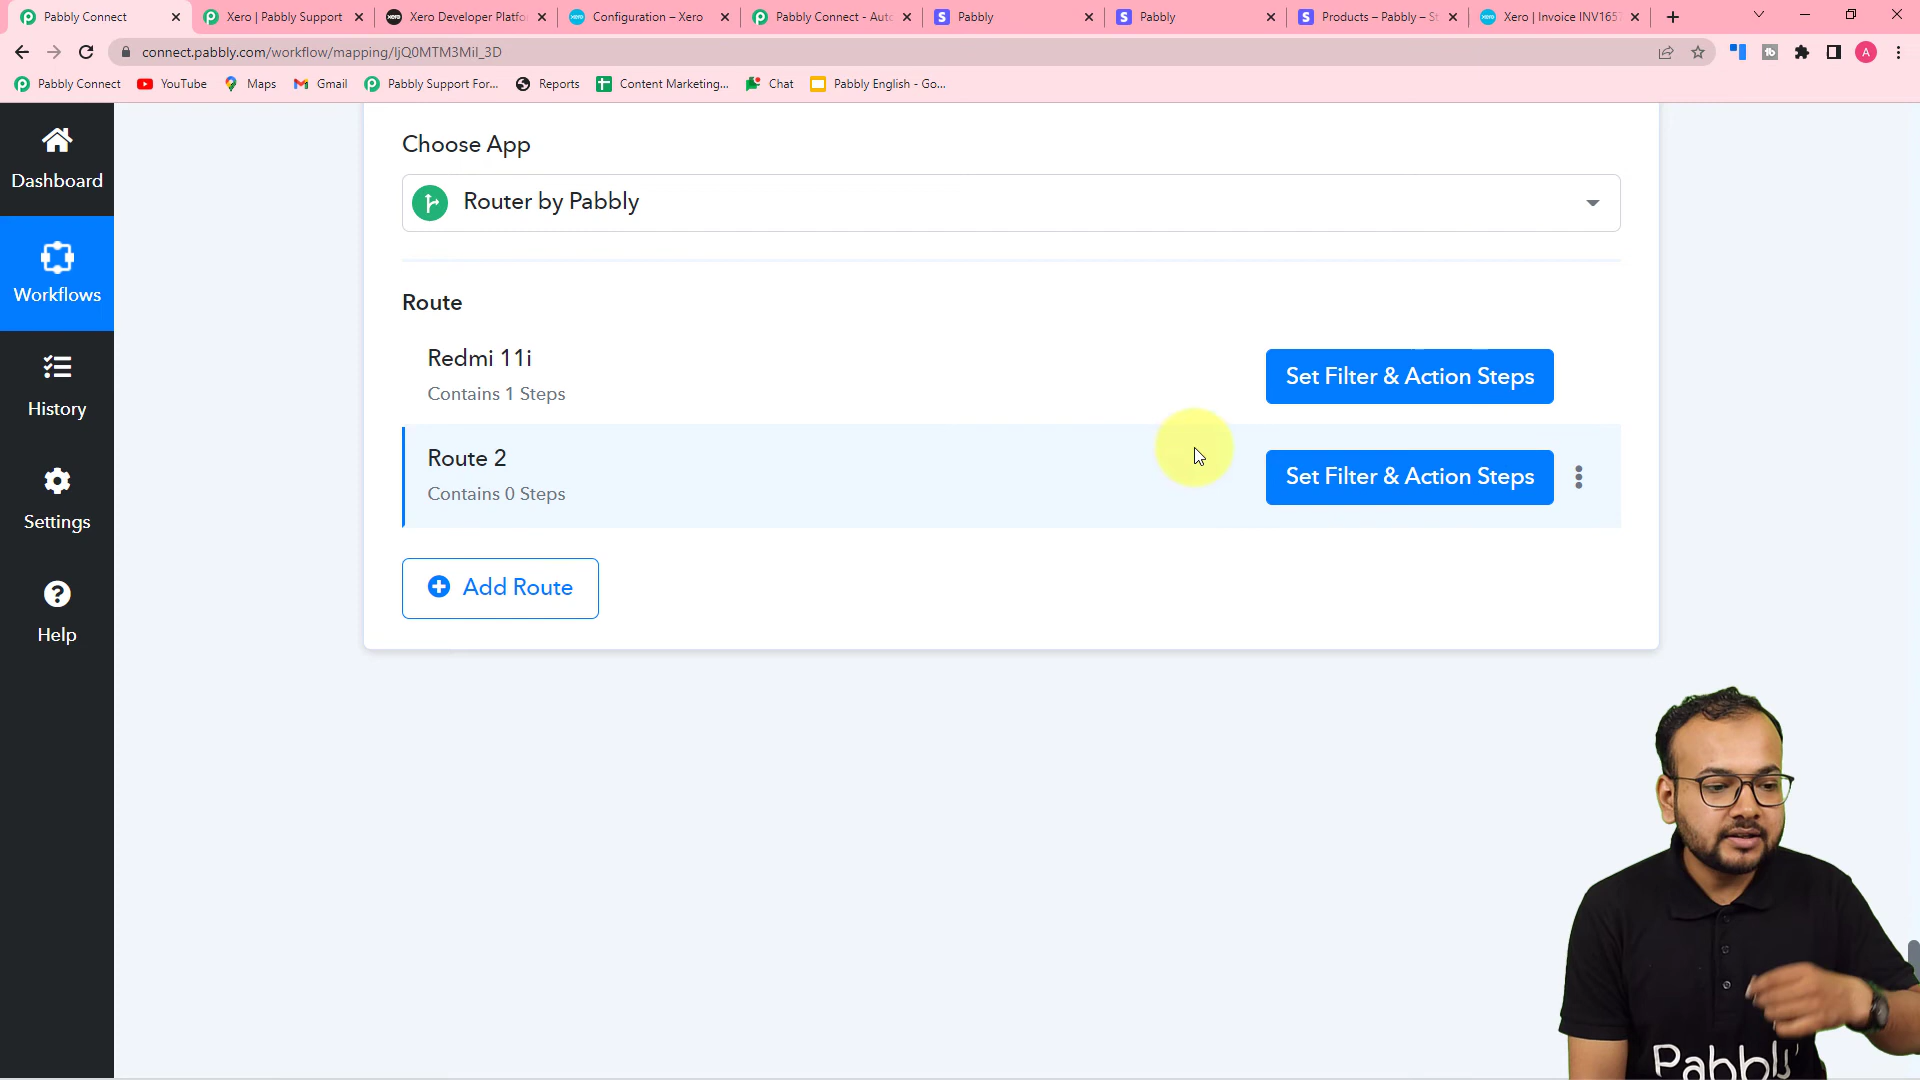 Pabbly Connect
Xero | Pabbly Support
Xero Developer Platfo
Configuration – Xero
Pabbly Connect - Auto
Pabbly
Pabbly
Products – Pabbly – St
Xero | Invoice INV165
connect.pabbly.com/workflow/mapping/IjQ0MTM3MiI_3D
A
Pabbly Connect
YouTube
Maps
Gmail
Pabbly Support For...
Reports
Content Marketing...
Chat
Pabbly English - Go...
Dashboard
Workflows
History
Settings
Help
Choose App
Router by Pabbly
Route
Redmi 11i
Contains 1 Steps
Set Filter & Action Steps
Route 2
Contains 0 Steps
Set Filter & Action Steps
Add Route
Pabbly